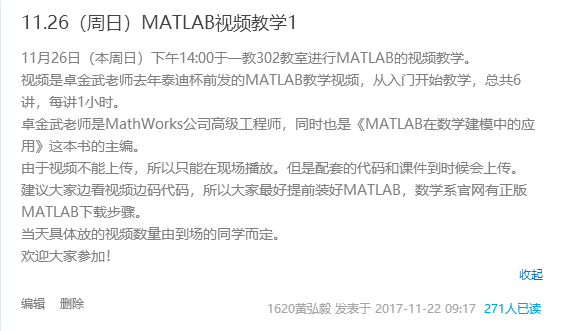 11.26（周日）MATLAB视频教学1
11月26日（本周日）下午14:00于一教302教室进行MATLAB的视频教学。
视频是卓金武老师去年泰迪杯前发的MATLAB教学视频，从入门开始教学，总共6
讲，每讲1小时。
卓金武老师是MathWorks公司高级工程师，同时也是《MATLAB在数学建模中的应
用》这本书的主编。
由于视频不能上传，所以只能在现场播放。但是配套的代码和课件到时候会上传。
建议大家边看视频边码代码，所以大家最好提前装好MATLAB，数学系官网有正版
MATLAB下载步骤。
当天具体放的视频数量由到场的同学而定。
欢迎大家参加！
收起
编辑 删除 1620黄弘毅 发表于 2017-11-22 09:17 271人已读